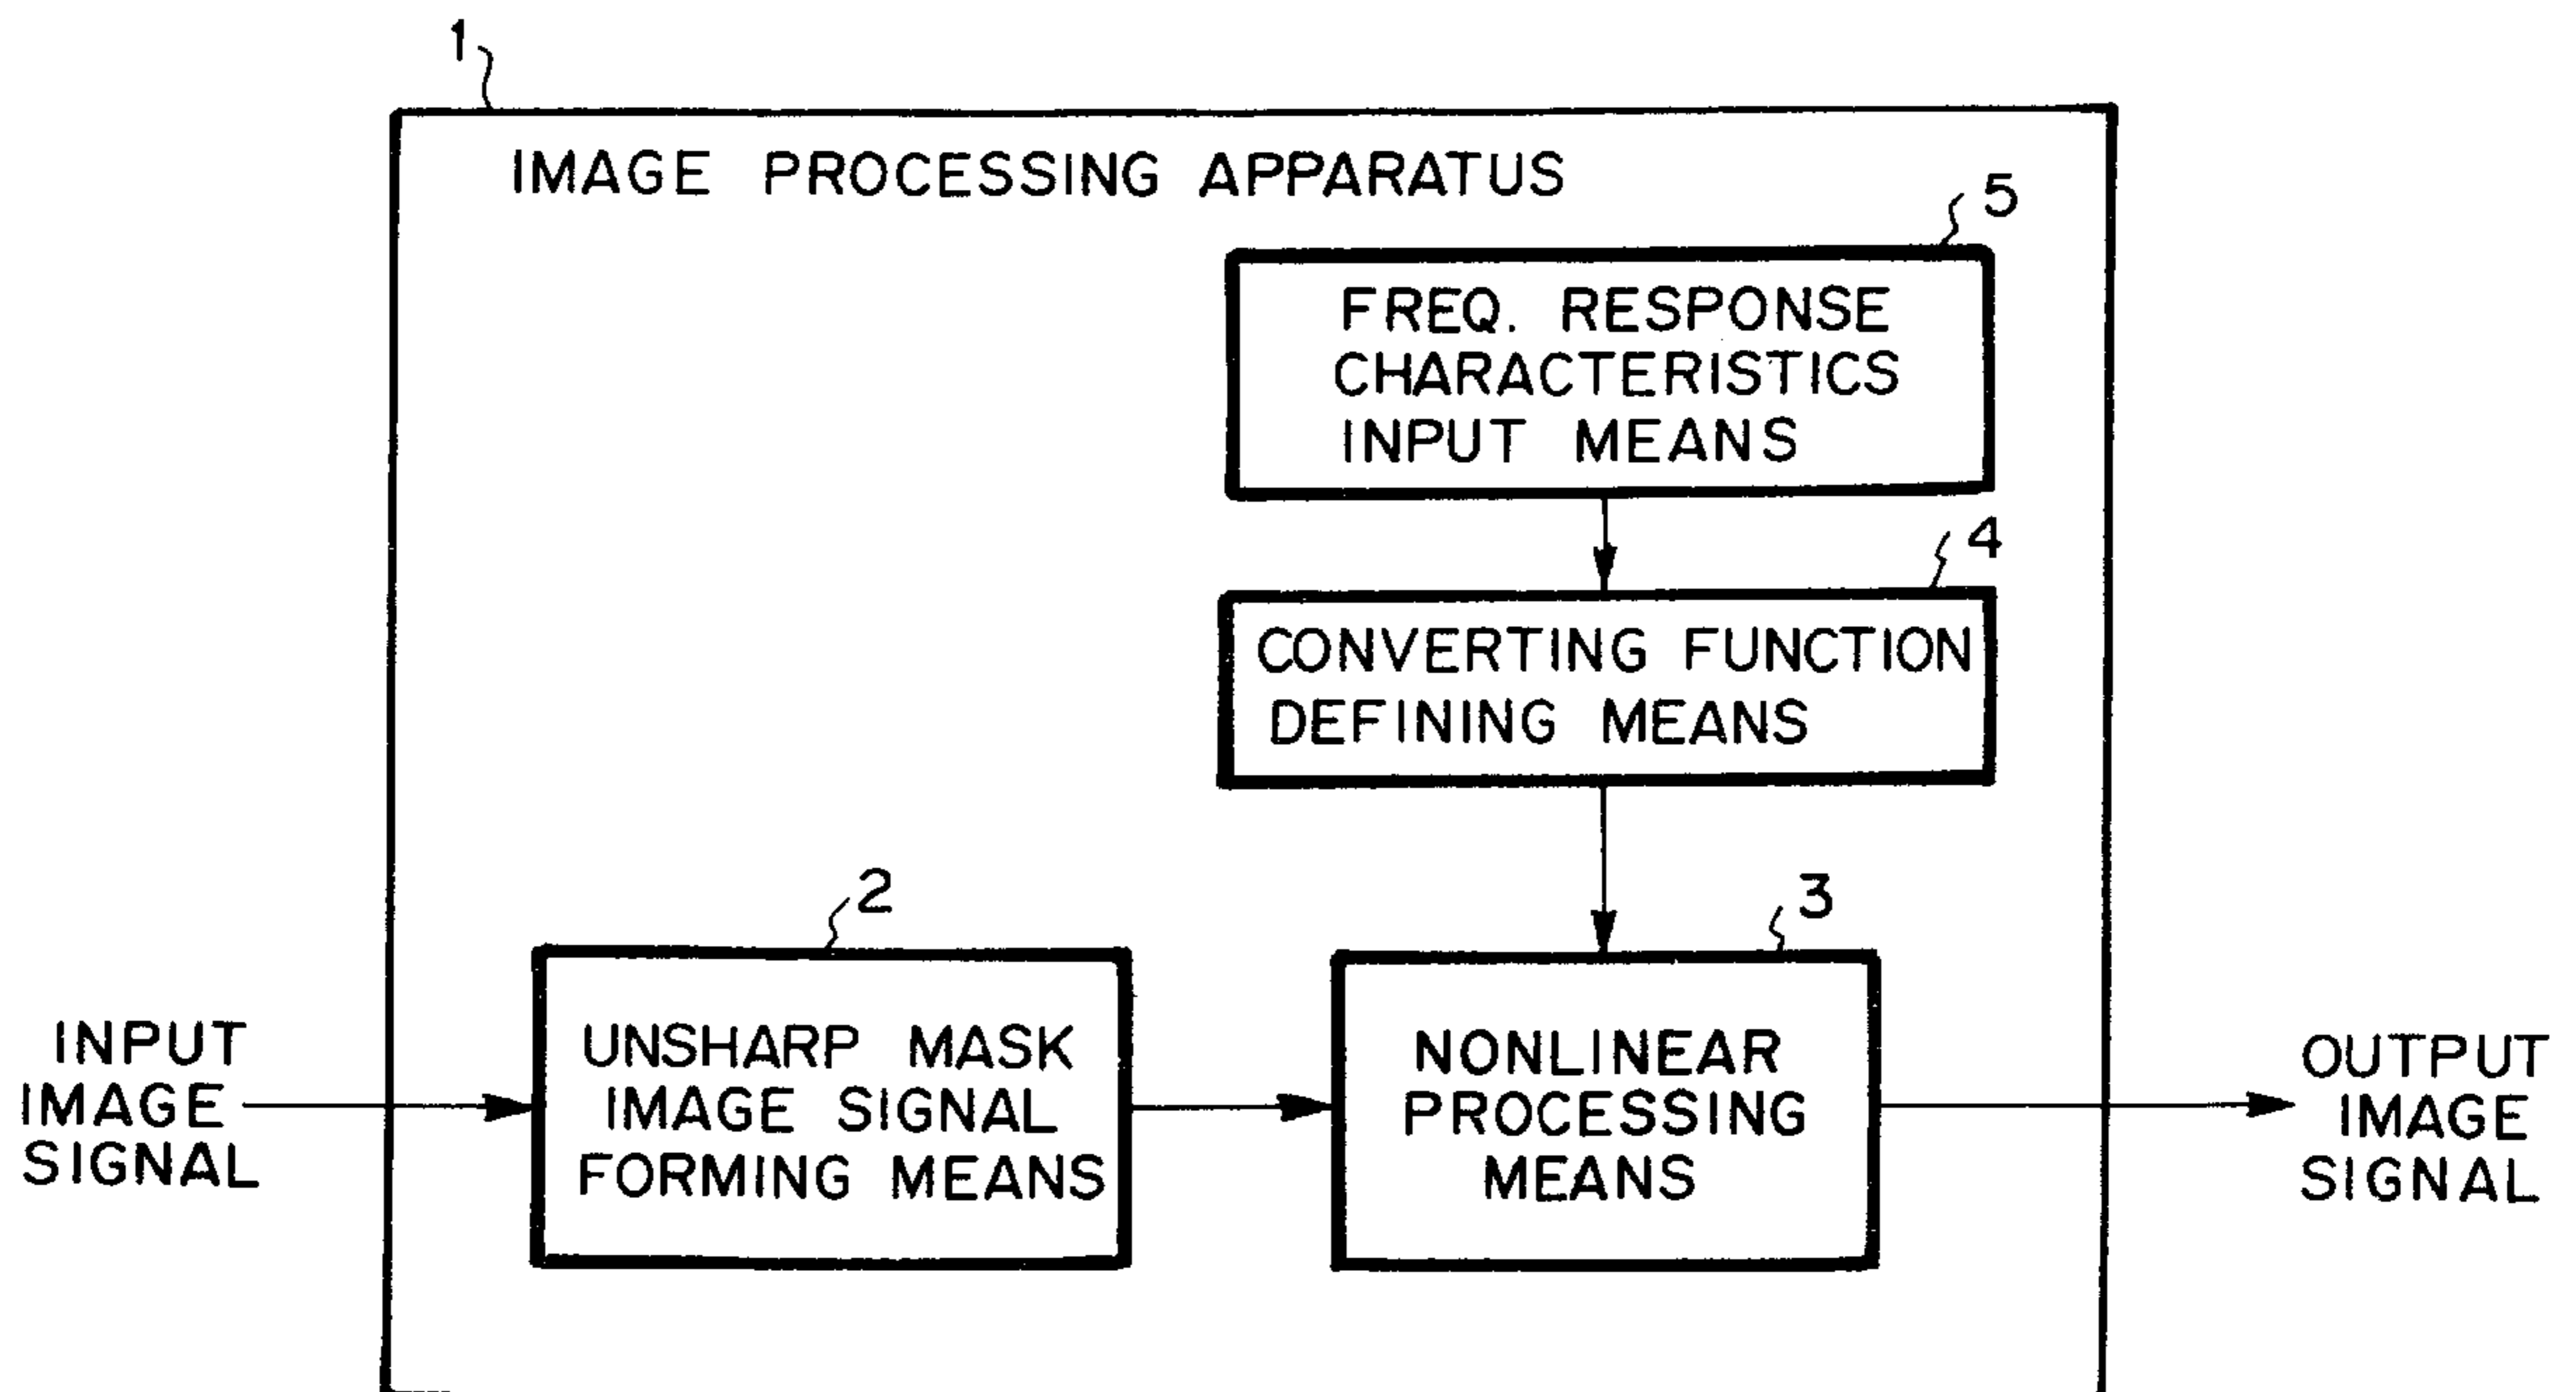 1
IMAGE PROCESSING APPARATUS
5
FREQ. RESPONSE
CHARACTERISTICS
INPUT MEANS
4
CONVERTING FUNCTION
DEFINING MEANS
2
3
INPUT
IMAGE
SIGNAL
UNSHARP MASK
IMAGE SIGNAL
FORMING MEANS
NONLINEAR
PROCESSING
MEANS
OUTPUT
IMAGE
SIGNAL